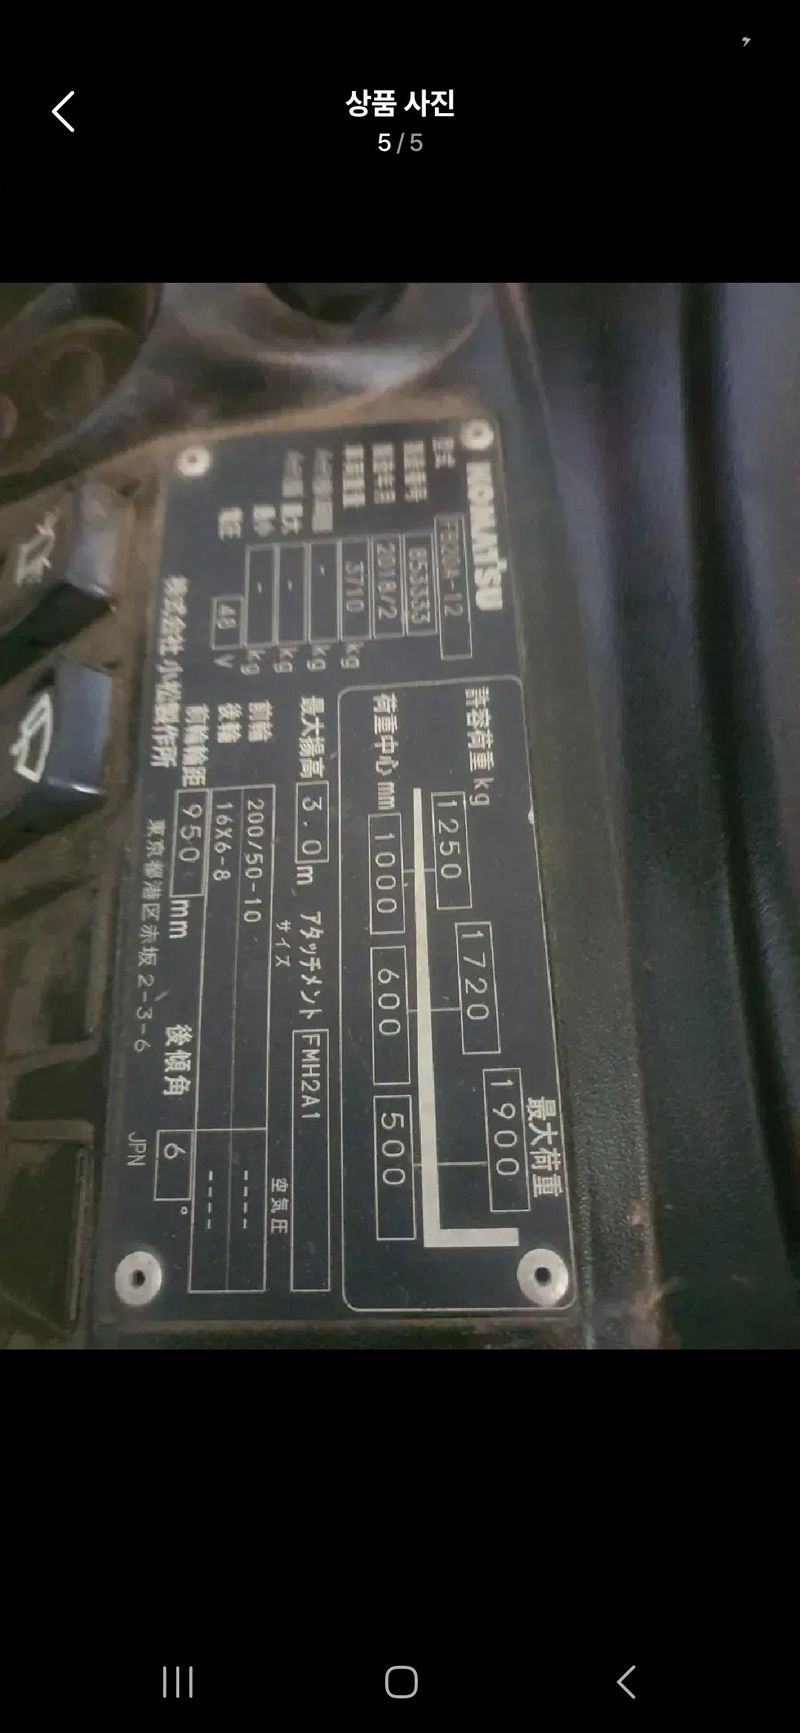 상품 사진
5/5
KOMATSU
型式 FB20A-12
853333
2018/2
3710 kg
- kg
- kg
- kg
48 V
許容荷重 kg
1250
1720
1900
最大荷重
荷重中心 mm
1000
600
500
最大揚高 3.0 m アタッチメント FMH2A1
サイズ 空気圧
前輪 200/50-10 ----
後輪 16X6-8 ----
前輪輪距 950 mm 後傾角 6 °
株式会社 小松製作所 東京都港区赤坂 2-3-6 JPN